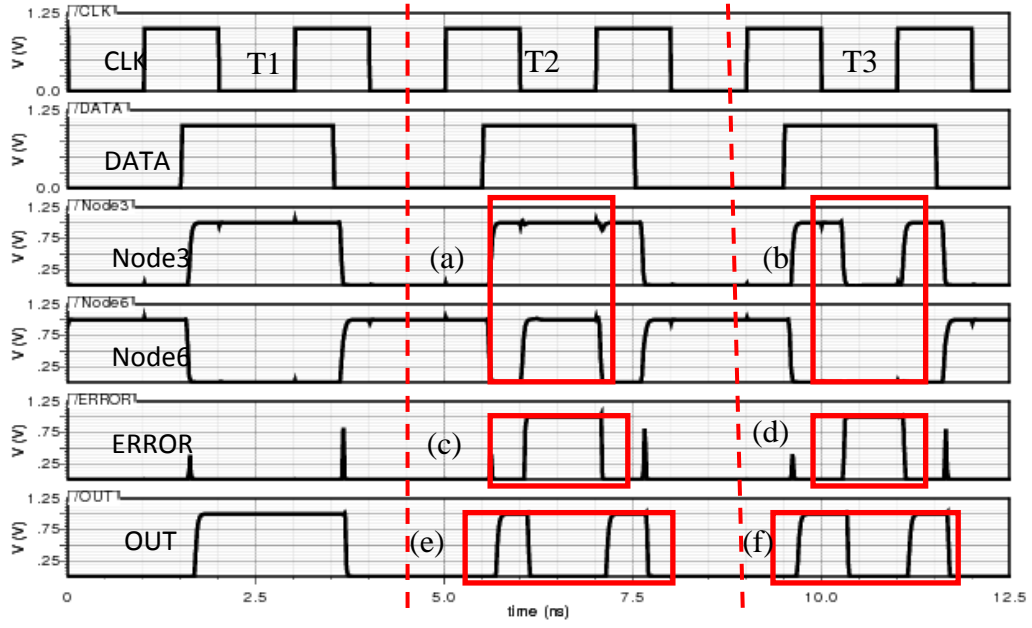 1.25 /CLK
V (V)
CLK T1 T2 T3
0.0
1.25 /DATA
V (V)
DATA
0.0
1.25 /Node3
V (V) .75
Node3 (a) (b)
.25
1.25 /Node6
V (V) .75
Node6
.25
1.25 /ERROR
V (V) .75
ERROR (c) (d)
.25
1.25 /OUT
V (V) .75
OUT (e) (f)
.25
0 2.5 5.0 7.5 10.0 12.5
time (ns)